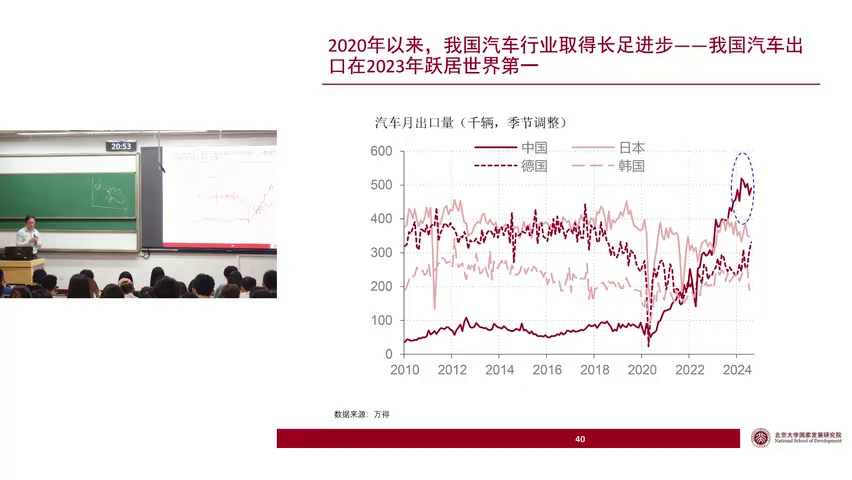 2020年以来，我国汽车行业取得长足进步——我国汽车出
口在2023年跃居世界第一
汽车月出口量（千辆，季节调整）
中国
日本
德国
韩国
600
500
400
300
200
100
0
2010 2012 2014 2016 2018 2020 2022 2024
20:53
数据来源：万得
40
北京大学国家发展研究院
National School of Development